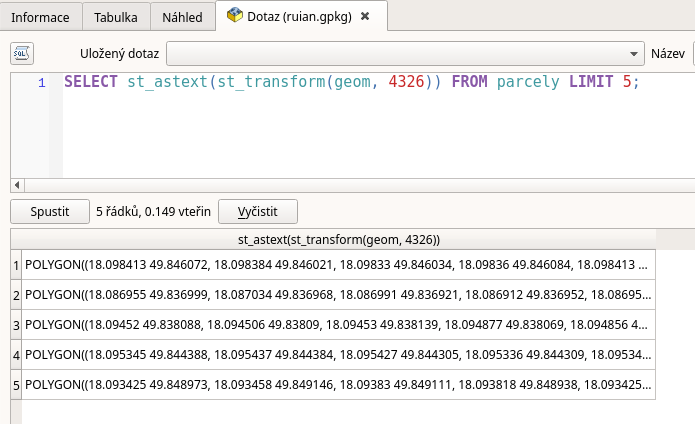 Informace Tabulka Náhled Dotaz (ruian.gpkg)
SQL Uložený dotaz Název
1 SELECT st_astext(st_transform(geom, 4326)) FROM parcely LIMIT 5;
Spustit 5 řádků, 0.149 vteřin Vyčistit
st_astext(st_transform(geom, 4326))
1 POLYGON((18.098413 49.846072, 18.098384 49.846021, 18.09833 49.846034, 18.09836 49.846084, 18.098413 ...
2 POLYGON((18.086955 49.836999, 18.087034 49.836968, 18.086991 49.836921, 18.086912 49.836952, 18.08695...
3 POLYGON((18.09452 49.838088, 18.094506 49.83809, 18.09453 49.838139, 18.094877 49.838069, 18.094856 4...
4 POLYGON((18.095345 49.844388, 18.095437 49.844384, 18.095427 49.844305, 18.095336 49.844309, 18.09534...
5 POLYGON((18.093425 49.848973, 18.093458 49.849146, 18.09383 49.849111, 18.093818 49.848938, 18.093425...